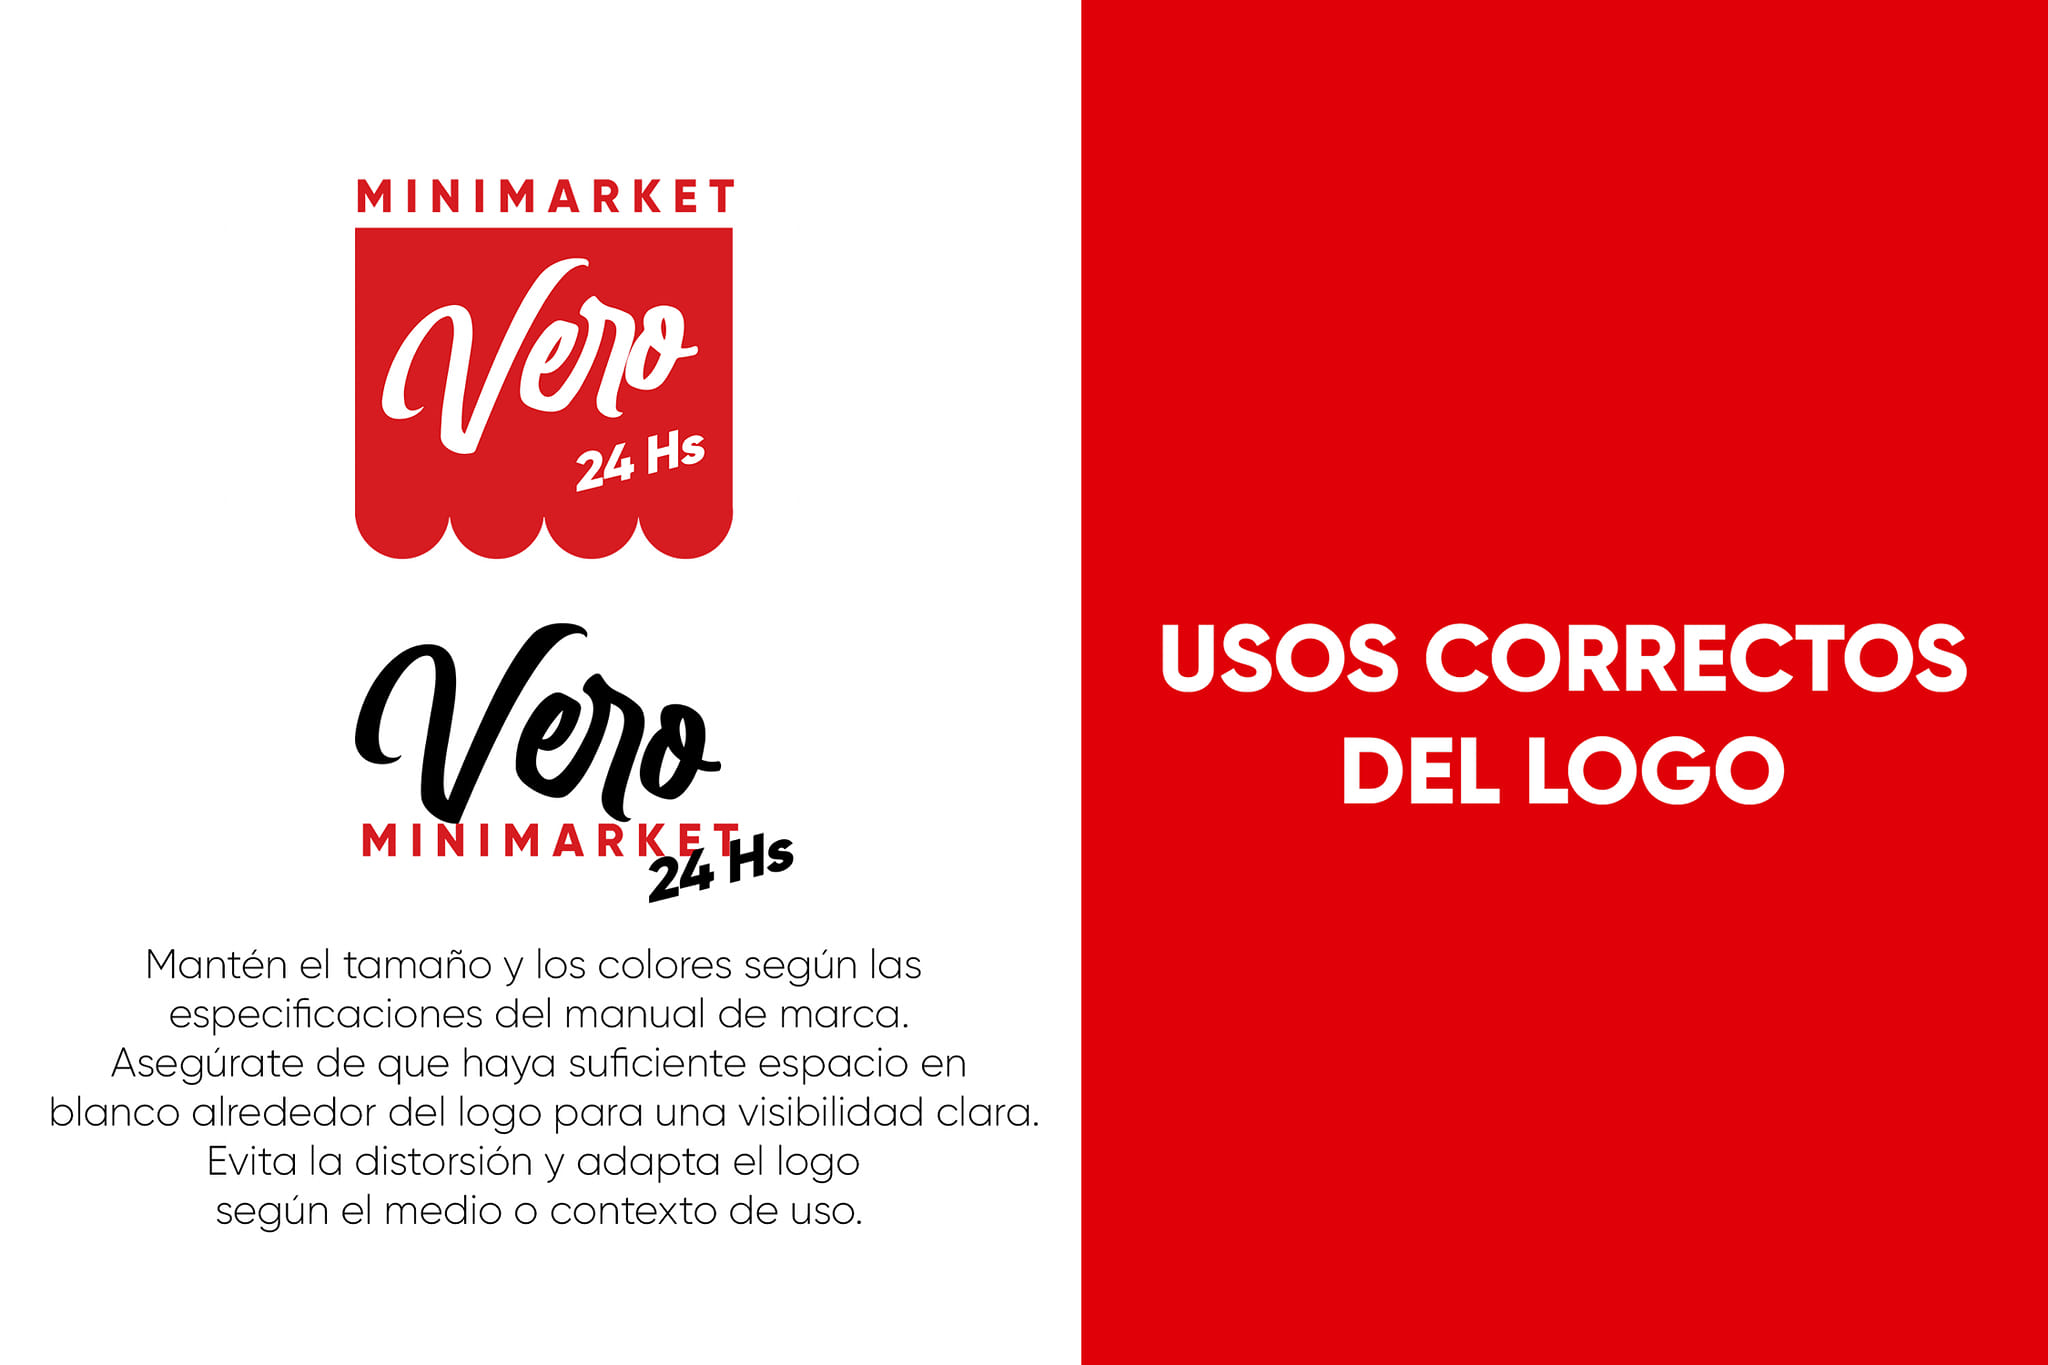 MINIMARKET
Vero
24 Hs
Vero
MINIMARKET
24 Hs
Mantén el tamaño y los colores según las
especificaciones del manual de marca.
Asegúrate de que haya suficiente espacio en
blanco alrededor del logo para una visibilidad clara.
Evita la distorsión y adapta el logo
según el medio o contexto de uso.
USOS CORRECTOS
DEL LOGO